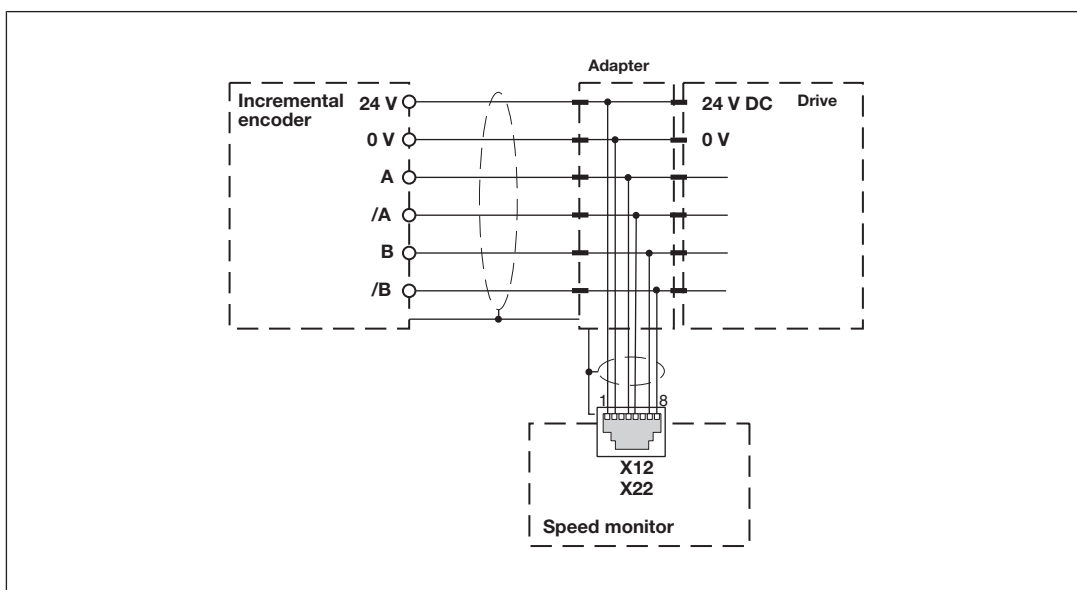 Adapter
Incremental
encoder
24 V
0 V
A
/A
B
/B
24 V DC
Drive
0 V
1
8
X12
X22
Speed monitor